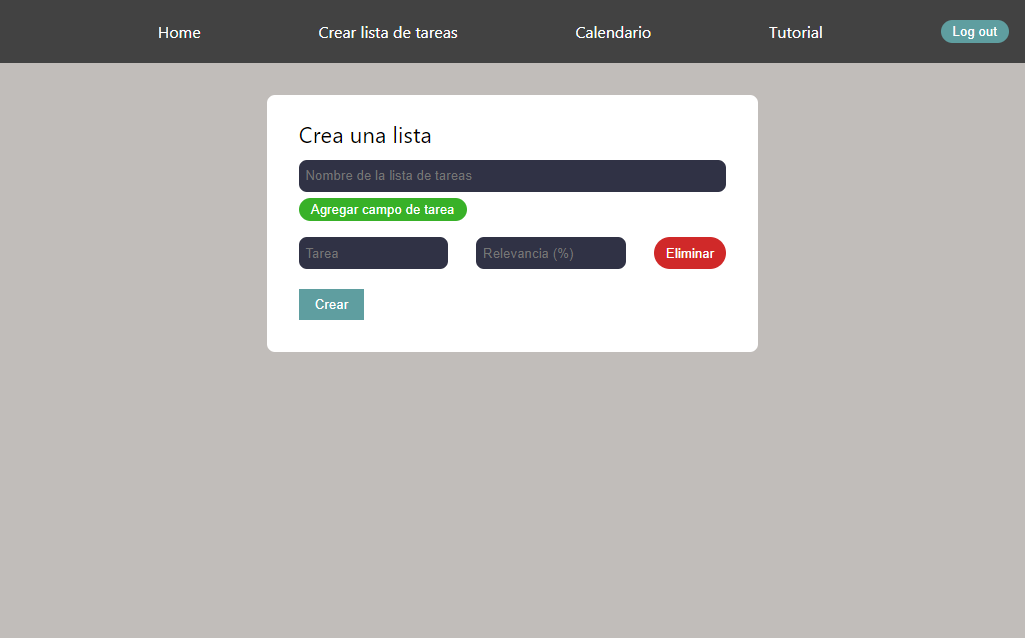 Home Crear lista de tareas Calendario Tutorial Log out
Crea una lista
Nombre de la lista de tareas
Agregar campo de tarea
Tarea Relevancia (%) Eliminar
Crear